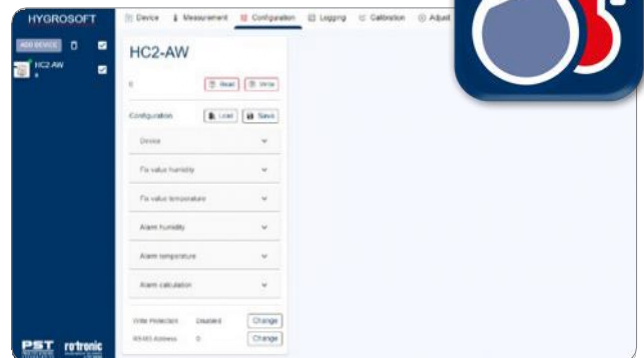 HYGROSOFT
Device Measurement Configuration Logging Calibration Adjust
ADD DEVICE
HC2-AW
HC2-AW
Read Write
Configuration Load Save
Device
Fix value humidity
Fix value temperature
Alarm humidity
Alarm temperature
Alarm calculation
Write Protection Disabled Change
RS485 Address 0 Change
PST rotronic